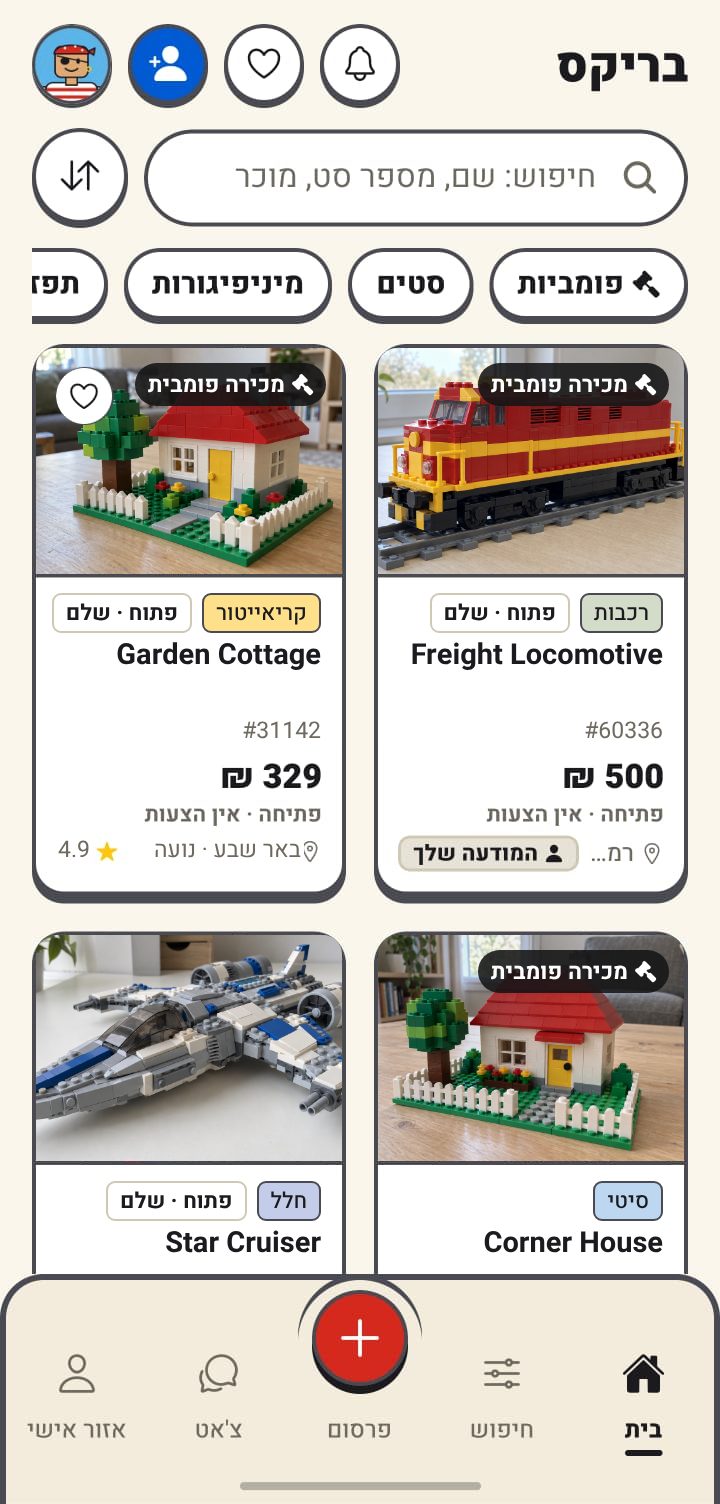 בריקס
חיפוש: שם, מספר סט, מוכר
פומביות
סטים
מיניפיגורות
תפז
מכירה פומבית
רכבות
פתוח · שלם
Freight Locomotive
#60336
500 ₪
פתיחה · אין הצעות
רמ...
המודעה שלך
מכירה פומבית
קריאייטור
פתוח · שלם
Garden Cottage
#31142
329 ₪
פתיחה · אין הצעות
באר שבע · נועה
4.9
מכירה פומבית
סיטי
Corner House
חלל
פתוח · שלם
Star Cruiser
בית
חיפוש
פרסום
צ'אט
אזור אישי